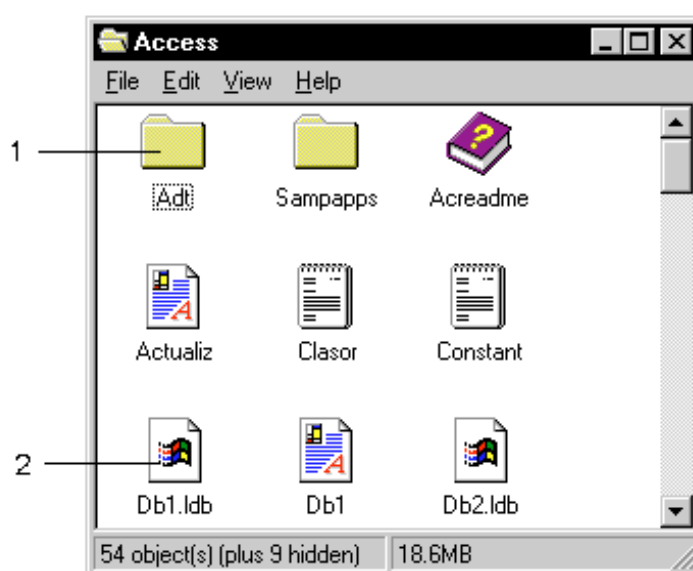 Access
File Edit View Help
1
Adt Sampapps Acreadme
Actualiz Clasor Constant
2
Db1.ldb Db1 Db2.ldb
54 object(s) (plus 9 hidden) 18.6MB